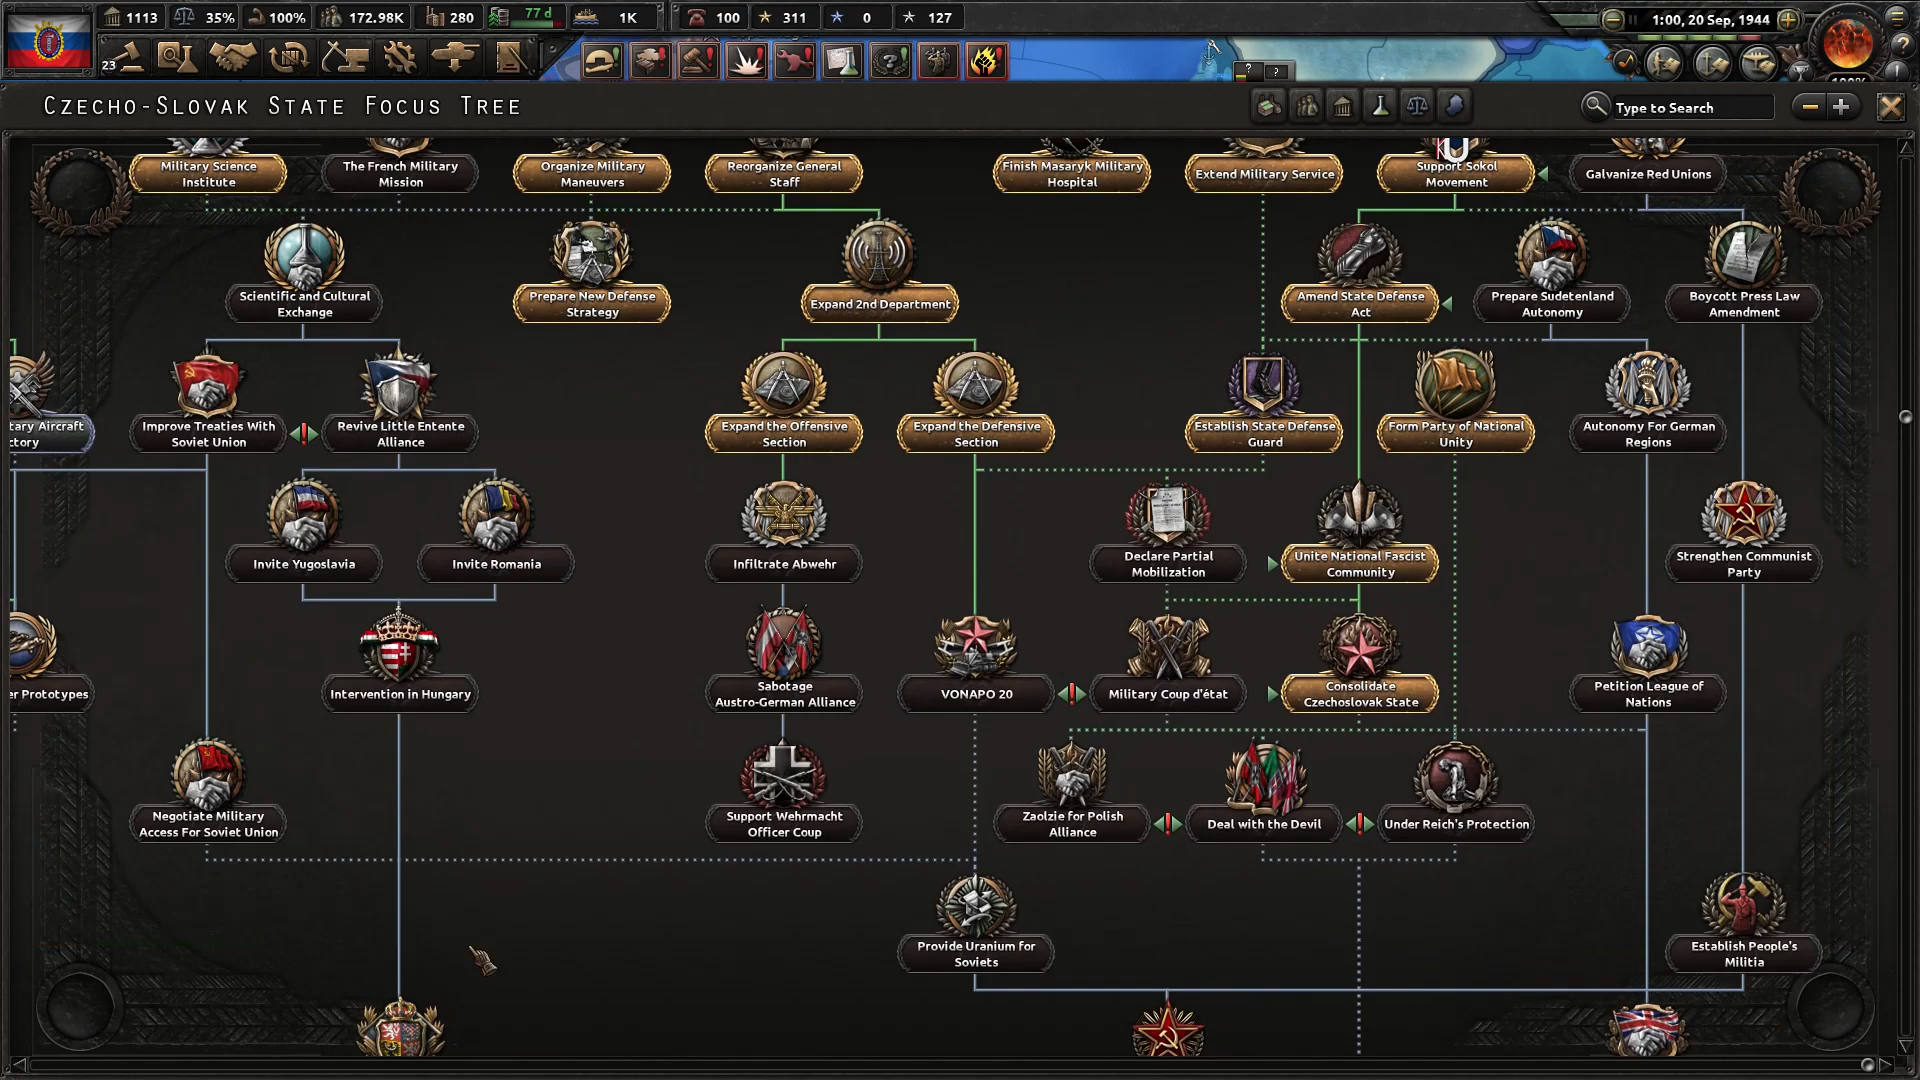 1113
35%
100%
172.98K
280
77 d
1K
100
311
0
127
1:00, 20 Sep, 1944
23
100%
Czecho-Slovak State Focus Tree
Type to Search
Military Science
Institute
The French Military
Mission
Organize Military
Maneuvers
Reorganize General
Staff
Finish Masaryk Military
Hospital
Extend Military Service
Support Sokol
Movement
Galvanize Red Unions
Scientific and Cultural
Exchange
Prepare New Defense
Strategy
Expand 2nd Department
Amend State Defense
Act
Prepare Sudetenland
Autonomy
Boycott Press Law
Amendment
tary Aircraft
ctory
Improve Treaties With
Soviet Union
Revive Little Entente
Alliance
Expand the Offensive
Section
Expand the Defensive
Section
Establish State Defense
Guard
Form Party of National
Unity
Autonomy For German
Regions
Invite Yugoslavia
Invite Romania
Infiltrate Abwehr
Declare Partial
Mobilization
Unite National Fascist
Community
Strengthen Communist
Party
er Prototypes
Intervention in Hungary
Sabotage
Austro-German Alliance
VONAPO 20
Military Coup d'état
Consolidate
Czechoslovak State
Petition League of
Nations
Negotiate Military
Access For Soviet Union
Support Wehrmacht
Officer Coup
Zaolzie for Polish
Alliance
Deal with the Devil
Under Reich's Protection
Provide Uranium for
Soviets
Establish People's
Militia